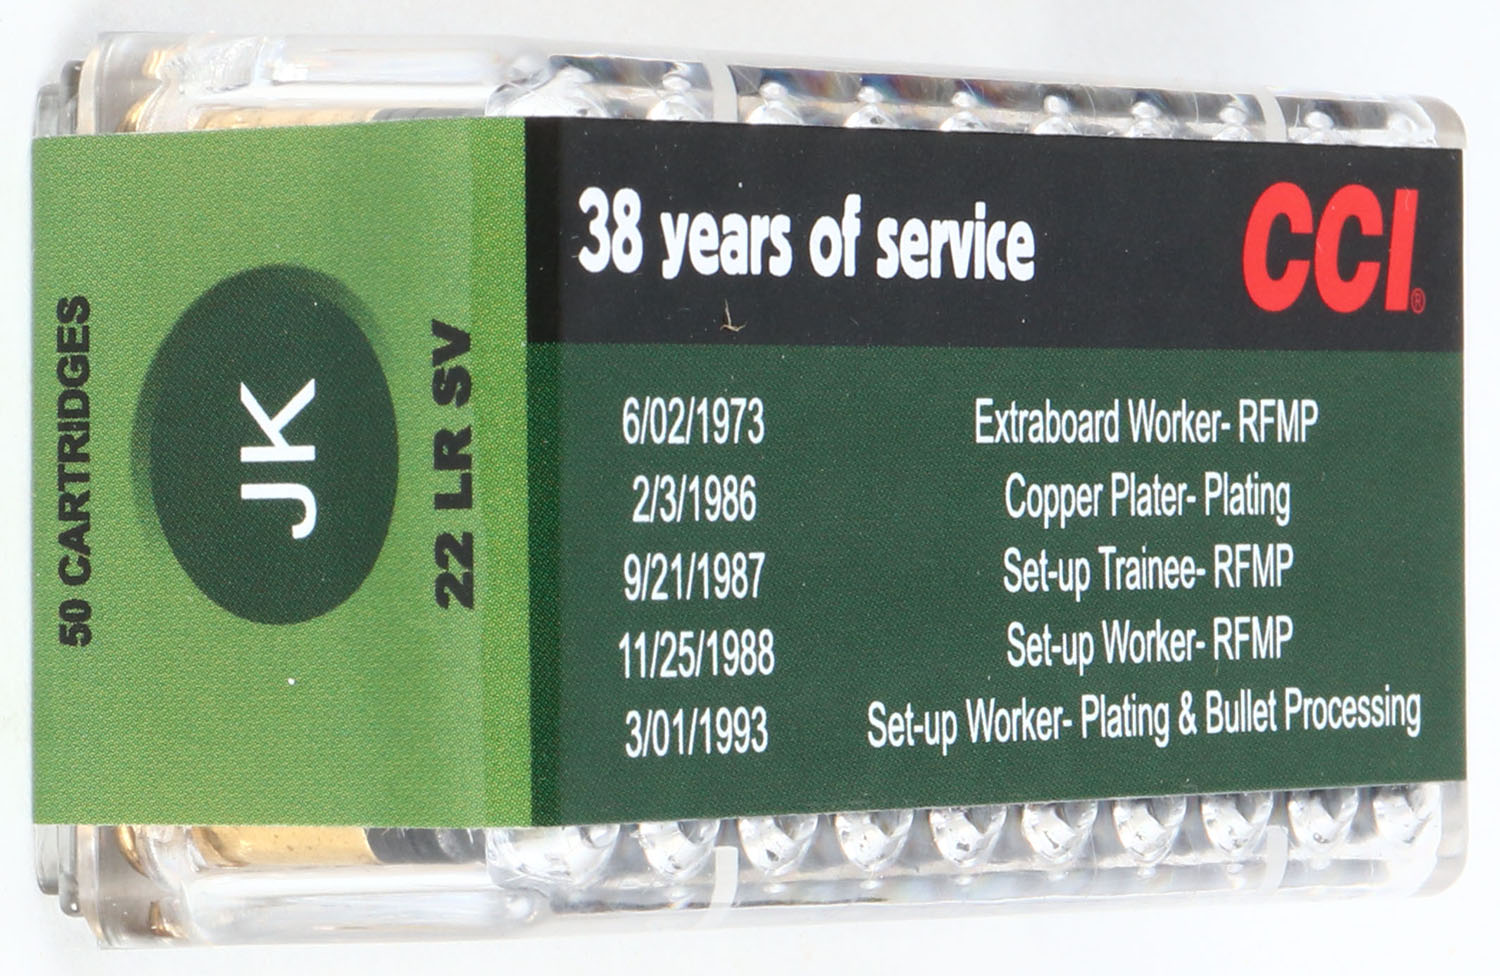 50 CARTRIDGES
JK
22 LR SV
38 years of service
CCI®
6/02/1973 Extraboard Worker- RFMP
2/3/1986 Copper Plater- Plating
9/21/1987 Set-up Trainee- RFMP
11/25/1988 Set-up Worker- RFMP
3/01/1993 Set-up Worker- Plating & Bullet Processing